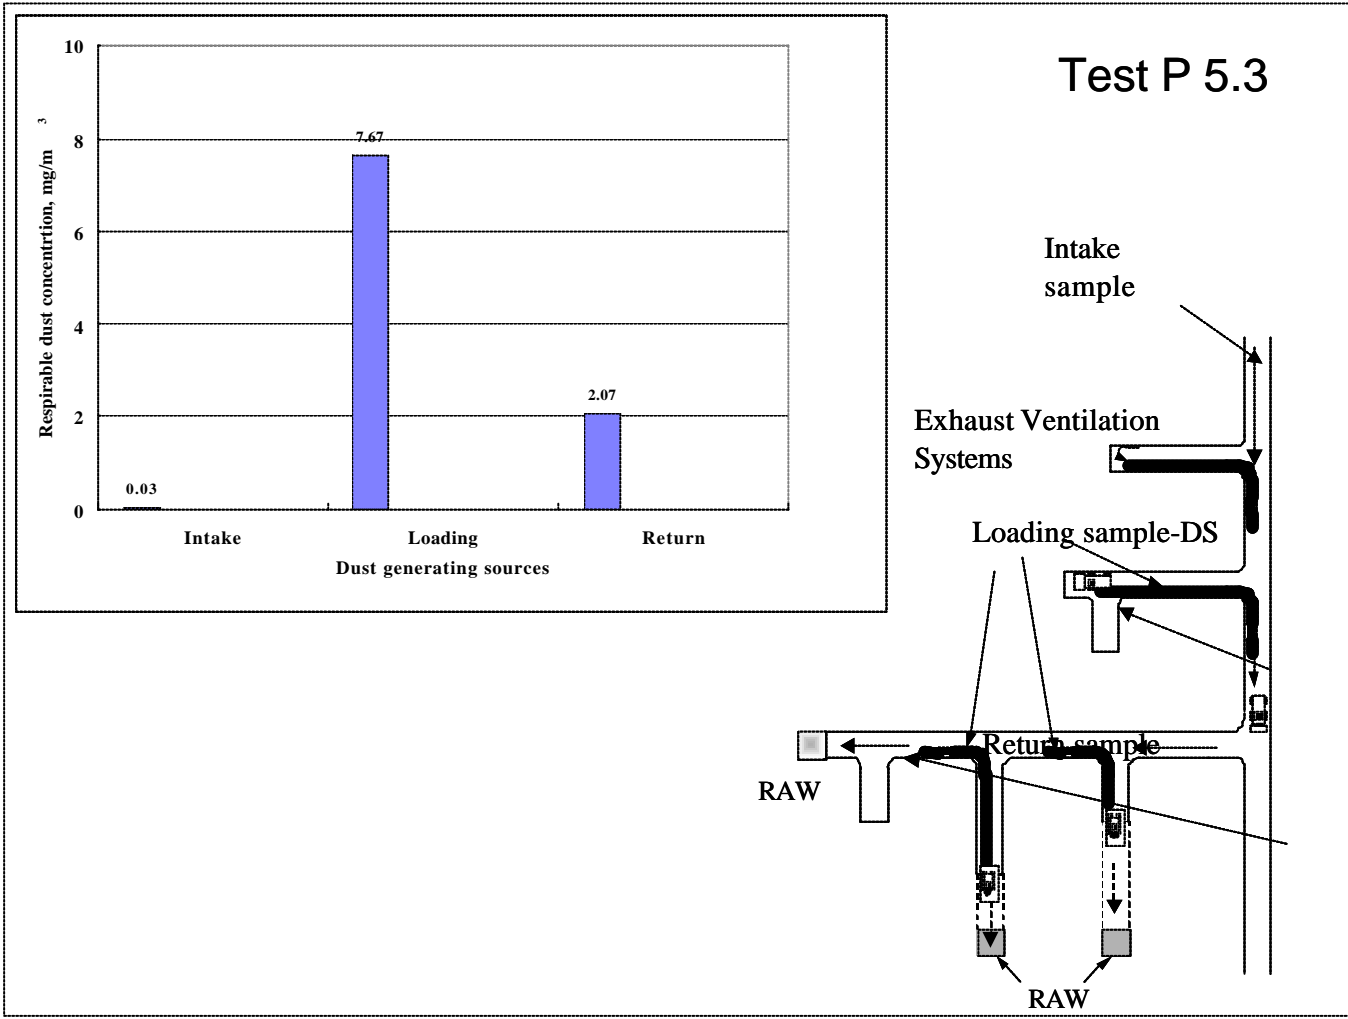 Test P 5.3
10
8
6
4
2
0
Respirable dust concentrtion, mg/m 3
0.03
7.67
2.07
Intake
Loading
Return
Dust generating sources
Intake
sample
Exhaust Ventilation
Systems
Loading sample-DS
Return sample
RAW
RAW